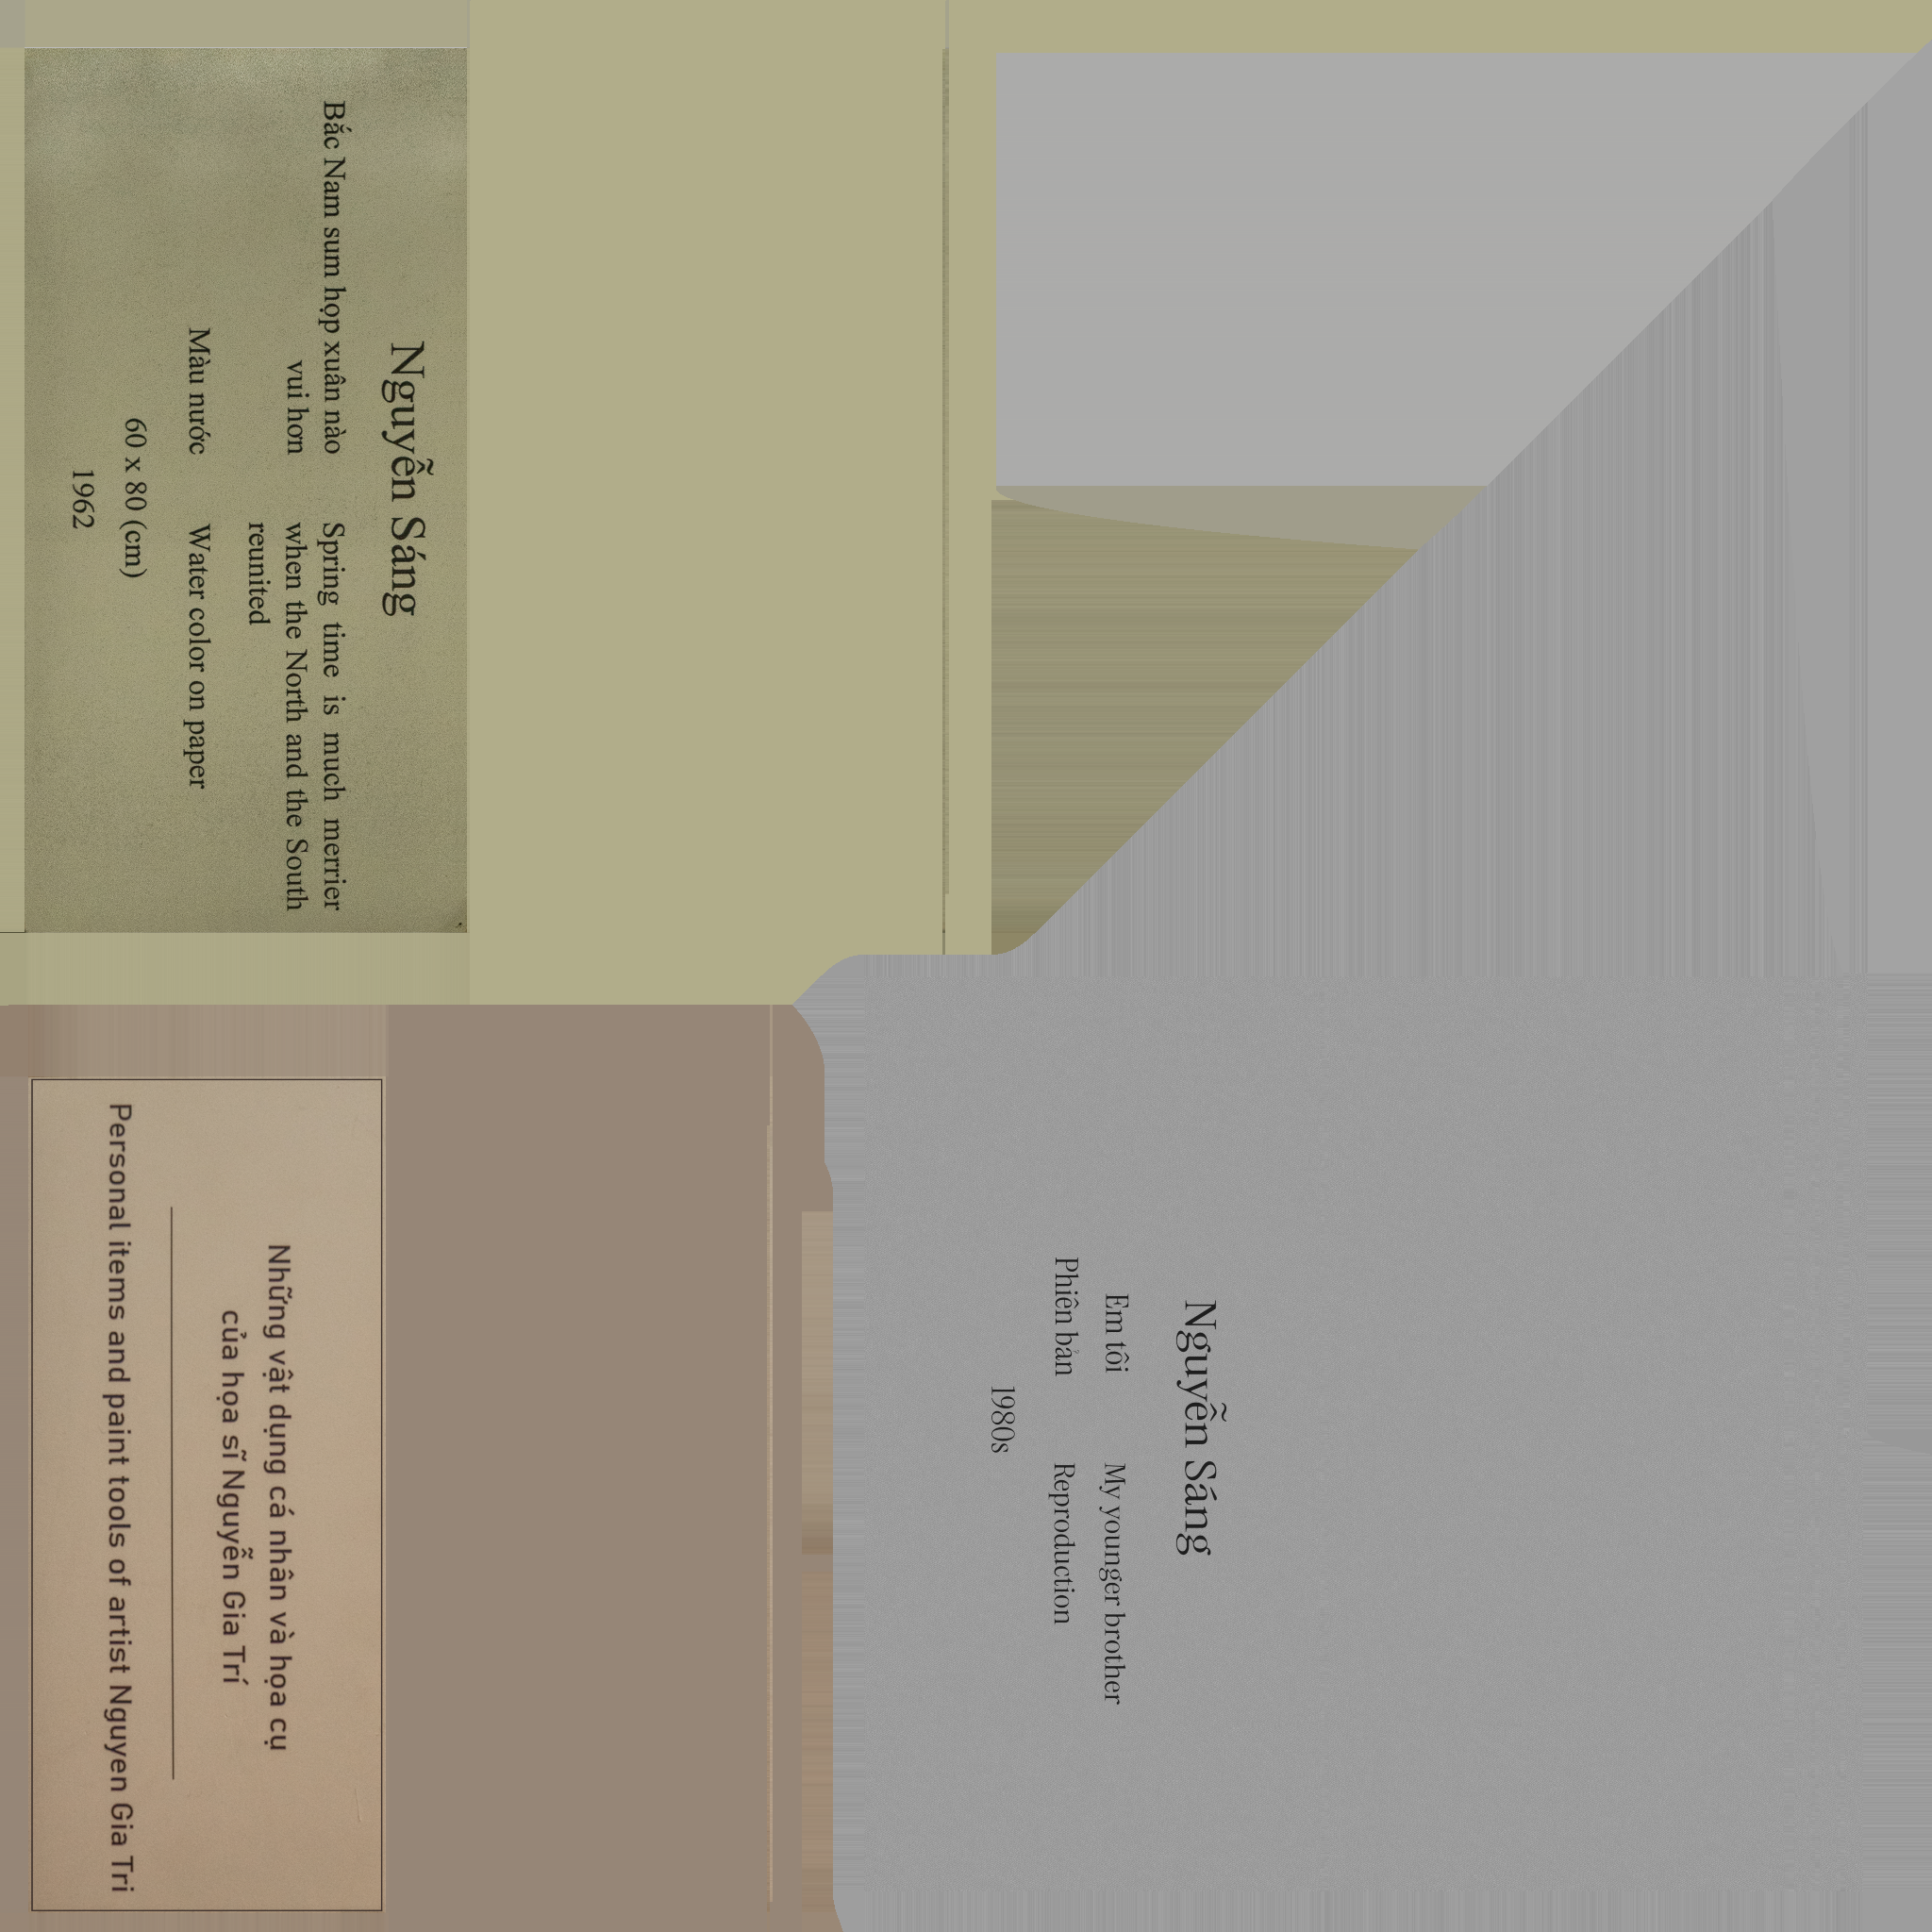 Nguyễn Sáng
Bắc Nam sum họp xuân nào
vui hơn
Spring time is much merrier
when the North and the South
reunited
Màu nước
Water color on paper
60 x 80 (cm)
1962
Những vật dụng cá nhân và họa cụ
của họa sĩ Nguyễn Gia Trí
Personal items and paint tools of artist Nguyen Gia Tri
Nguyễn Sáng
Em tôi
My younger brother
Phiên bản
Reproduction
1980s